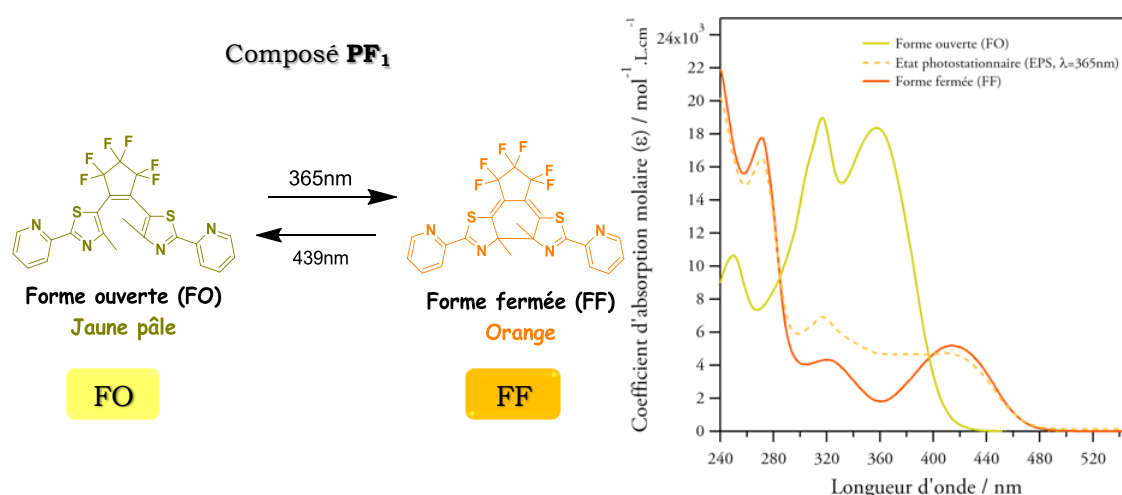 Composé PF₁
F F F F F F
S S N N N N
365nm
439nm
F F F F F F
S S N N N N
Forme ouverte (FO)
Jaune pâle
FO
Forme fermée (FF)
Orange
FF
Coefficient d'absorption molaire (ε) / mol⁻¹.L.cm⁻¹
24x10³
22
20
18
16
14
12
10
8
6
4
2
0
Forme ouverte (FO)
Etat photostationnaire (EPS, λ=365nm)
Forme fermée (FF)
240 280 320 360 400 440 480 520
Longueur d'onde / nm